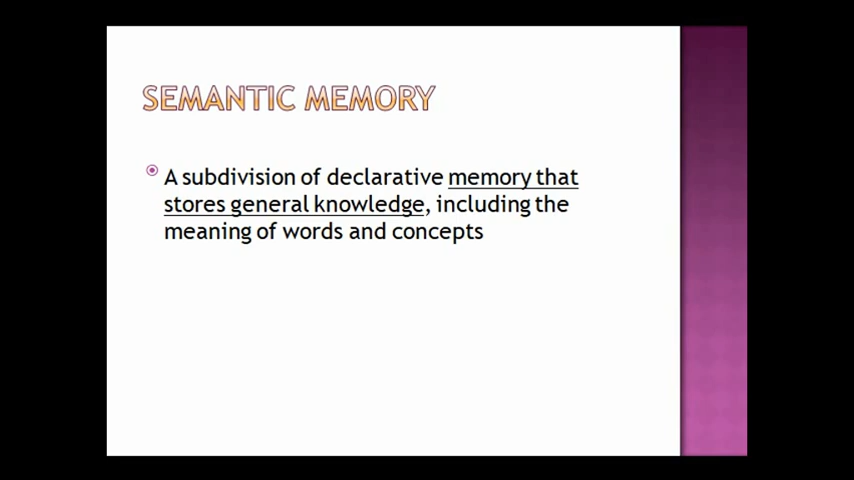 SEMANTIC MEMORY
A subdivision of declarative memory that
stores general knowledge, including the
meaning of words and concepts